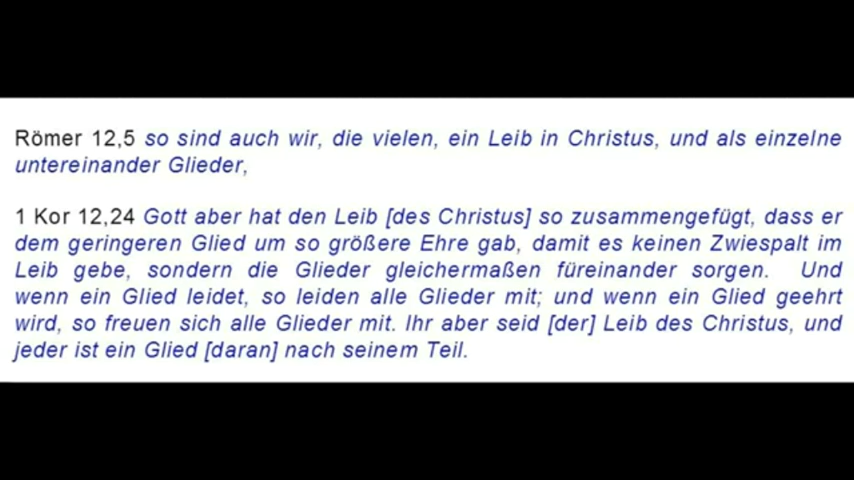 Römer 12,5 so sind auch wir, die vielen, ein Leib in Christus, und als einzelne
untereinander Glieder,
1 Kor 12,24 Gott aber hat den Leib [des Christus] so zusammengefügt, dass er
dem geringeren Glied um so größere Ehre gab, damit es keinen Zwiespalt im
Leib gebe, sondern die Glieder gleichermaßen füreinander sorgen. Und
wenn ein Glied leidet, so leiden alle Glieder mit; und wenn ein Glied geehrt
wird, so freuen sich alle Glieder mit. Ihr aber seid [der] Leib des Christus, und
jeder ist ein Glied [daran] nach seinem Teil.